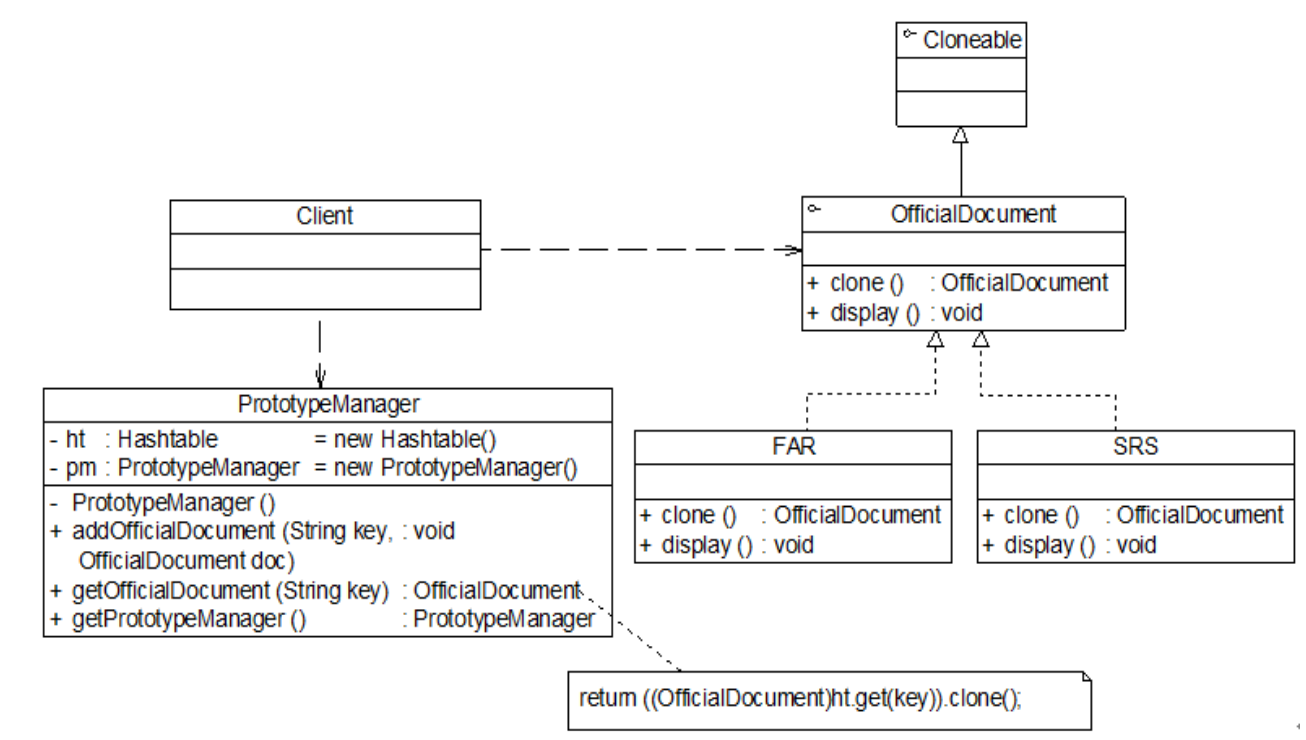 Cloneable
Client
OfficialDocument
+ clone () : OfficialDocument
+ display () : void
PrototypeManager
- ht : Hashtable = new Hashtable()
- pm : PrototypeManager = new PrototypeManager()
- PrototypeManager ()
+ addOfficialDocument (String key, : void
OfficialDocument doc)
+ getOfficialDocument (String key) : OfficialDocument
+ getPrototypeManager () : PrototypeManager
FAR
+ clone () : OfficialDocument
+ display () : void
SRS
+ clone () : OfficialDocument
+ display () : void
return ((OfficialDocument)ht.get(key)).clone();